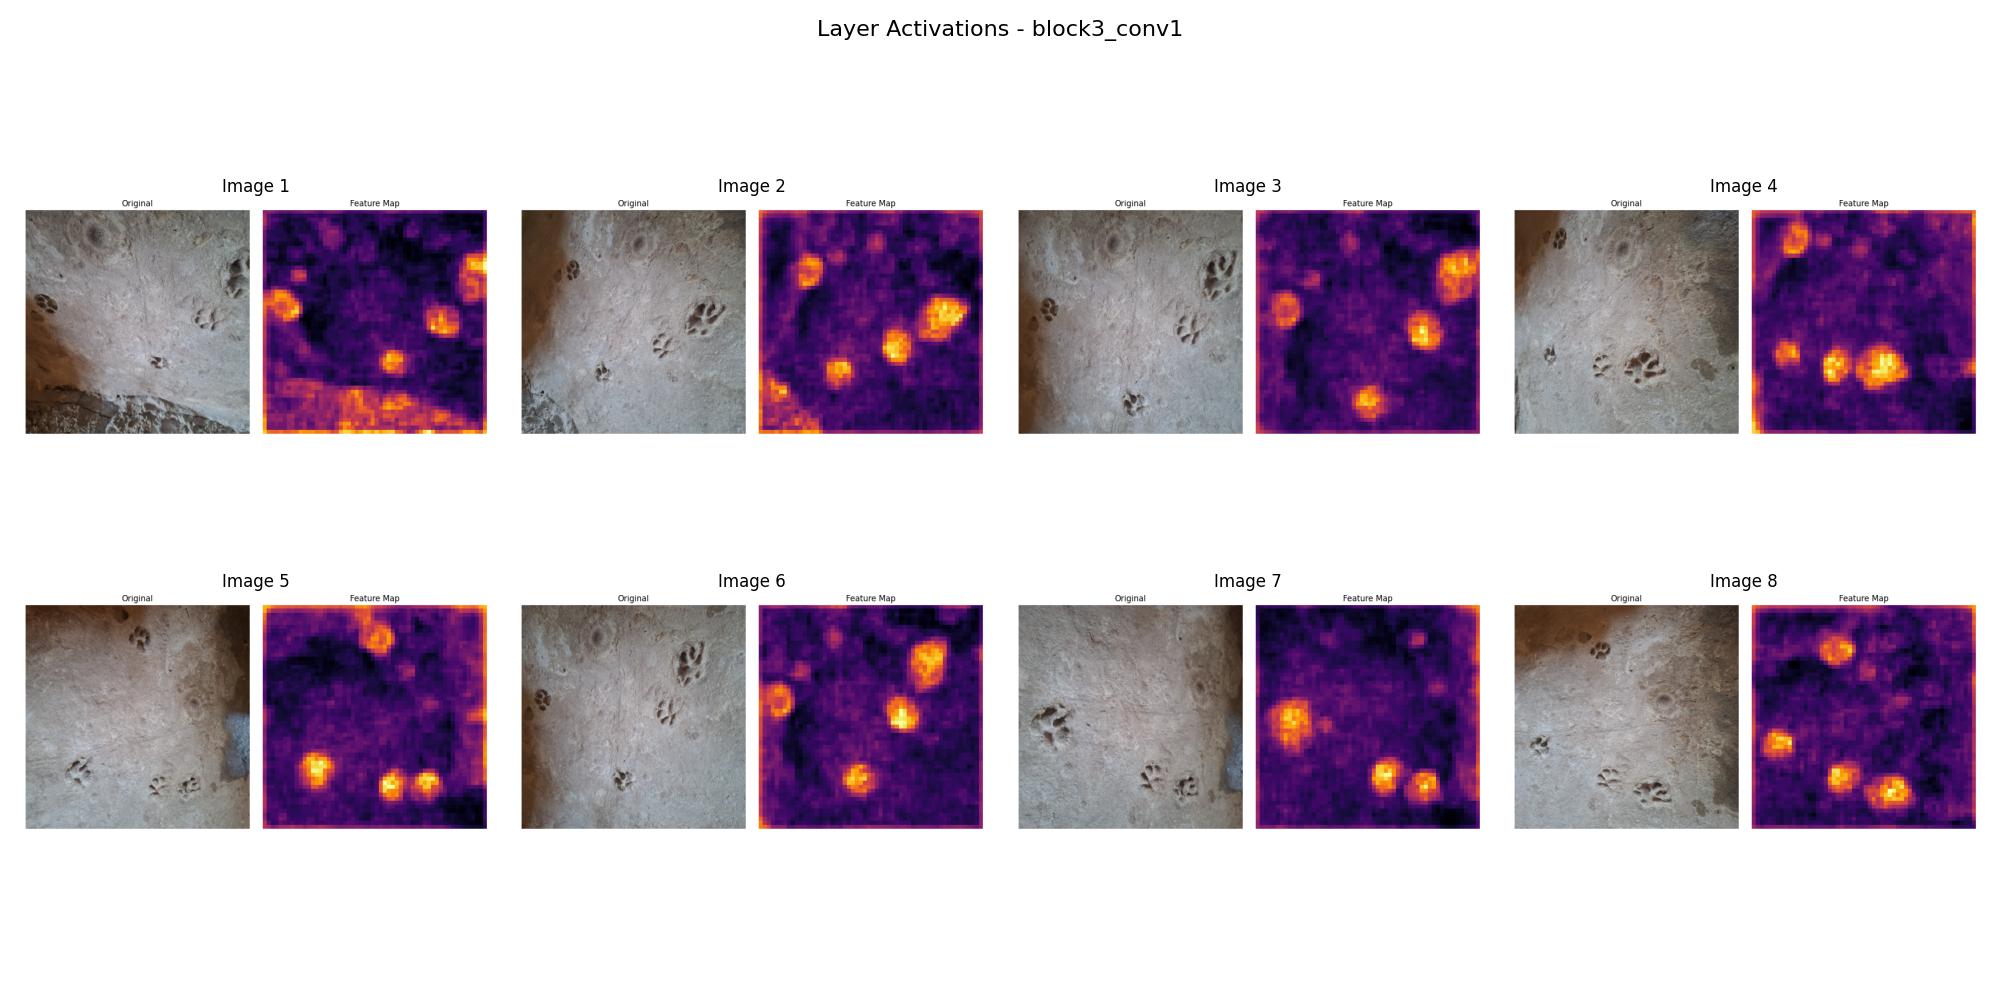 Layer Activations - block3_conv1
Image 1
Image 2
Image 3
Image 4
Original
Feature Map
Original
Feature Map
Original
Feature Map
Original
Feature Map
Image 5
Image 6
Image 7
Image 8
Original
Feature Map
Original
Feature Map
Original
Feature Map
Original
Feature Map